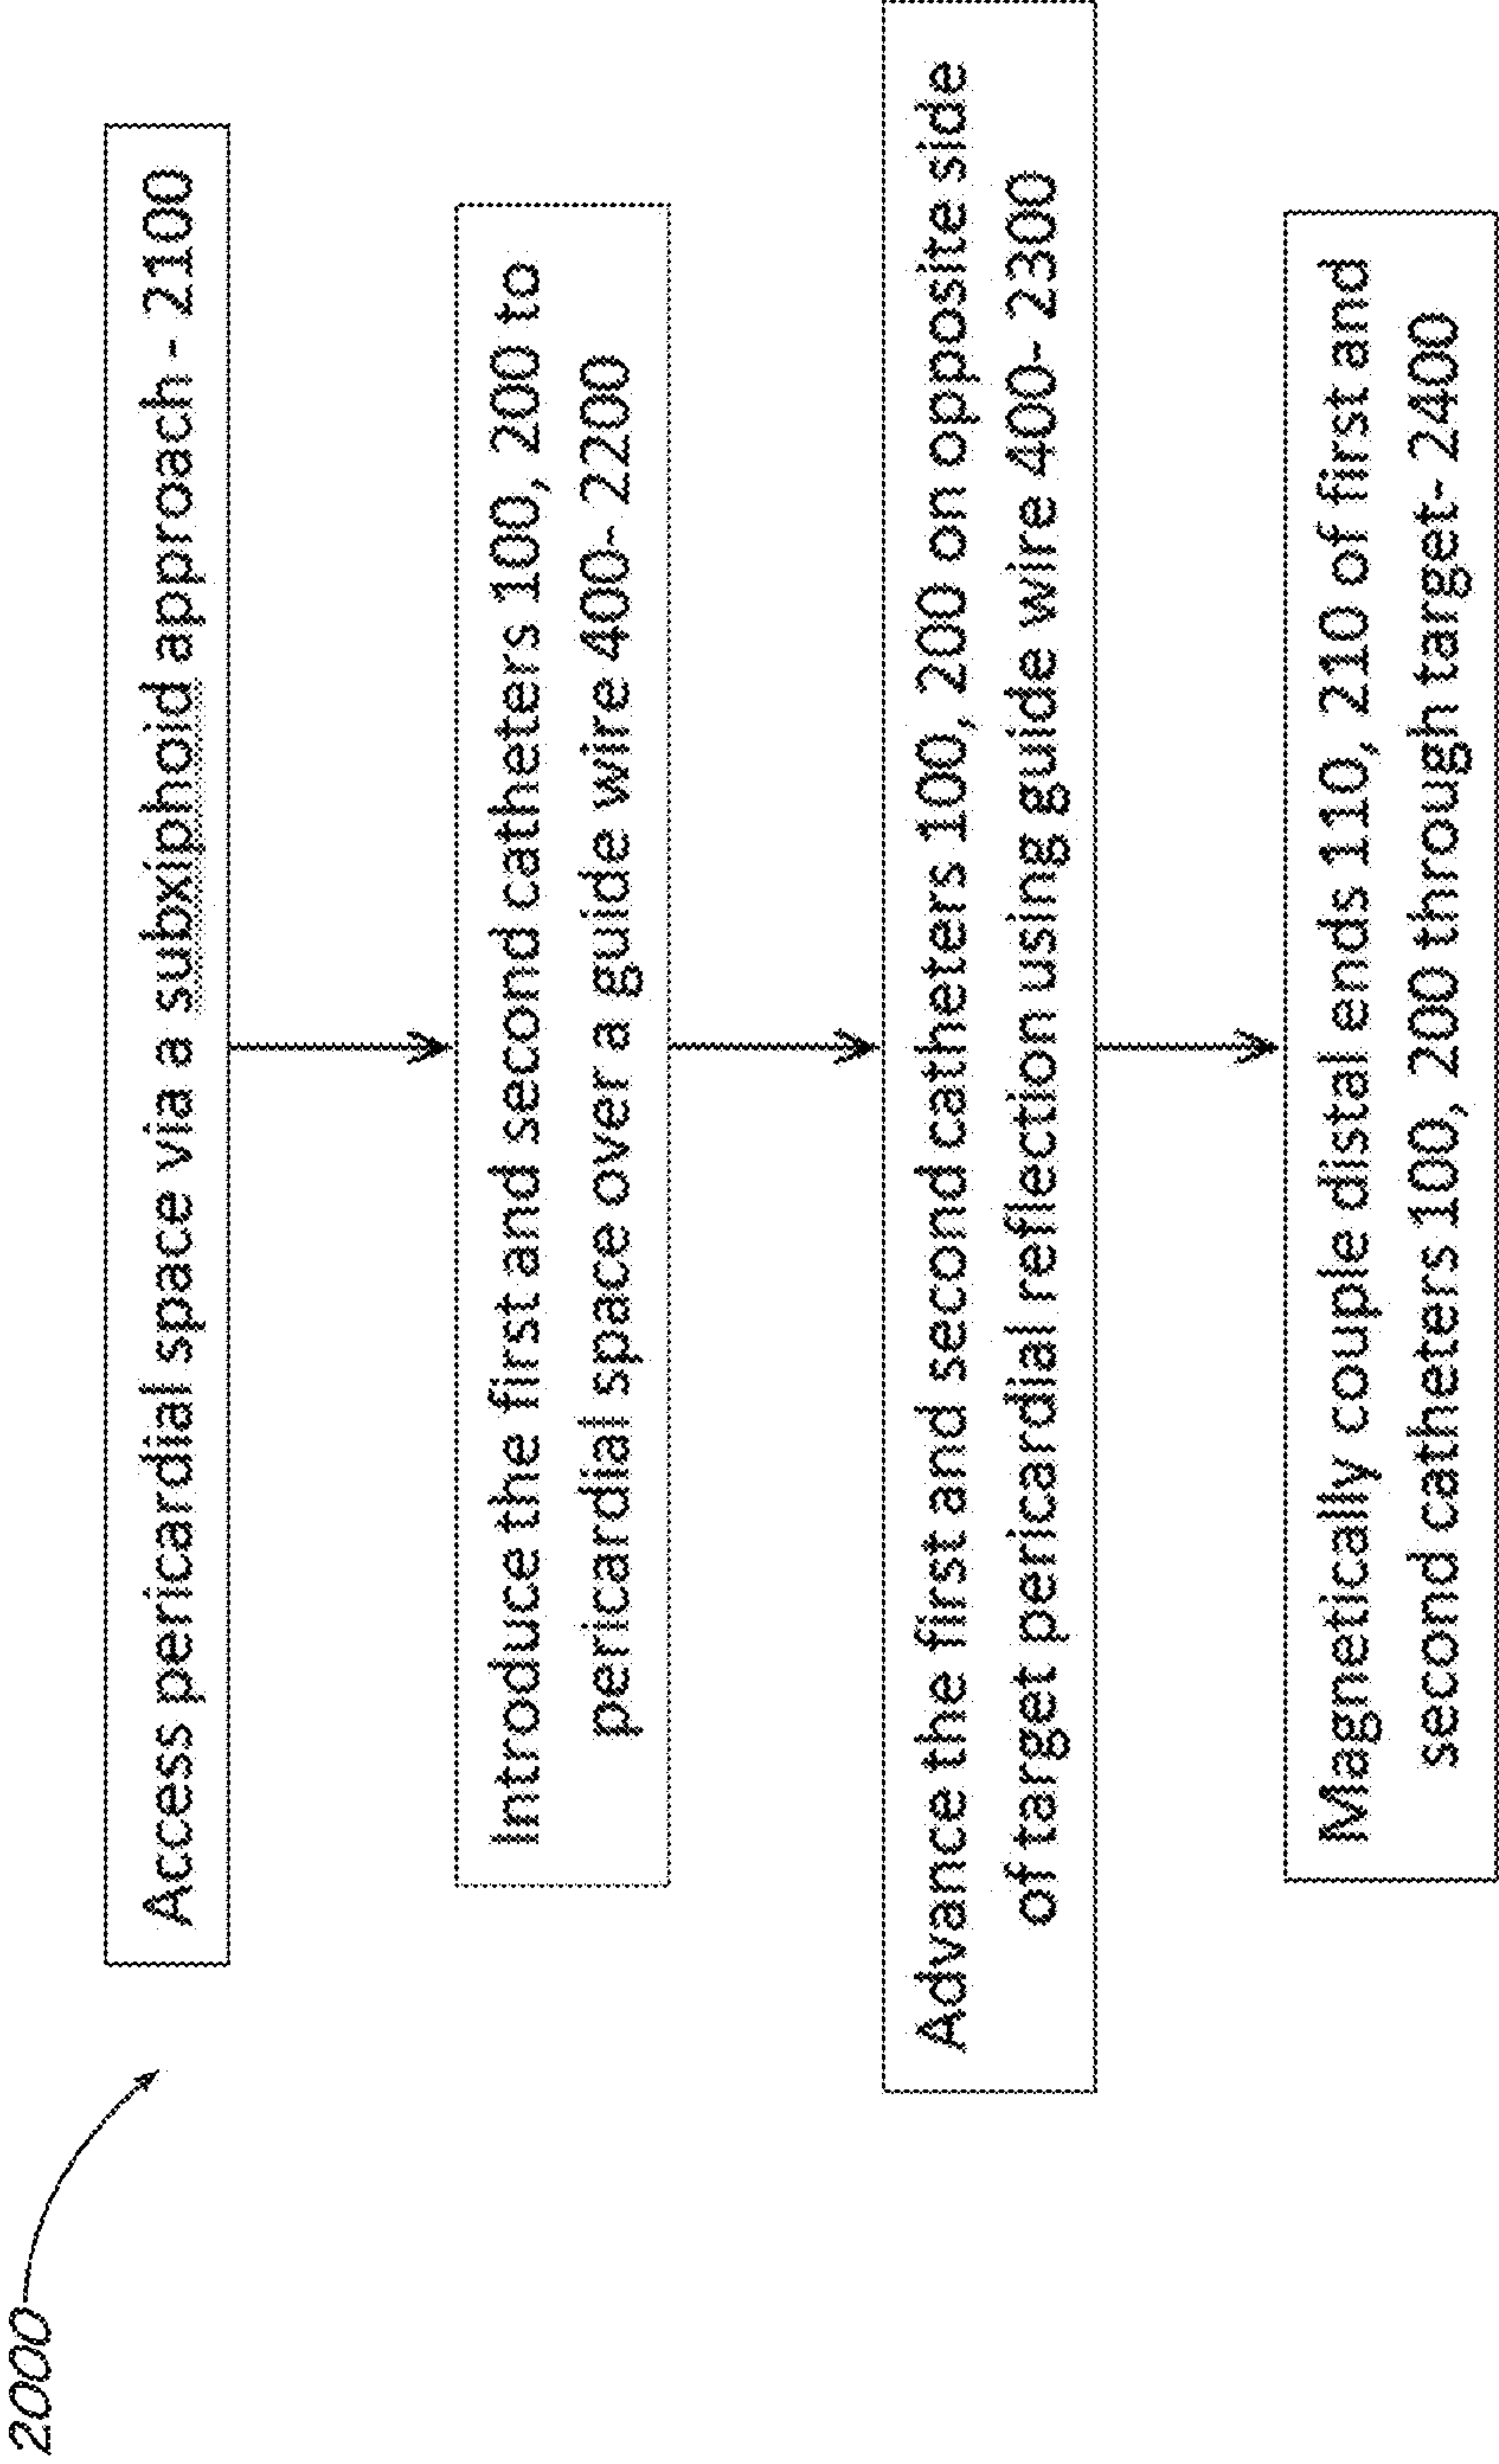 2000
Access pericardial space via a subxiphoid approach - 2100
Introduce the first and second catheters 100, 200 to
pericardial space over a guide wire 400- 2200
Advance the first and second catheters 100, 200 on opposite side
of target pericardial reflection using guide wire 400- 2300
Magnetically couple distal ends 110, 210 of first and
second catheters 100, 200 through target- 2400